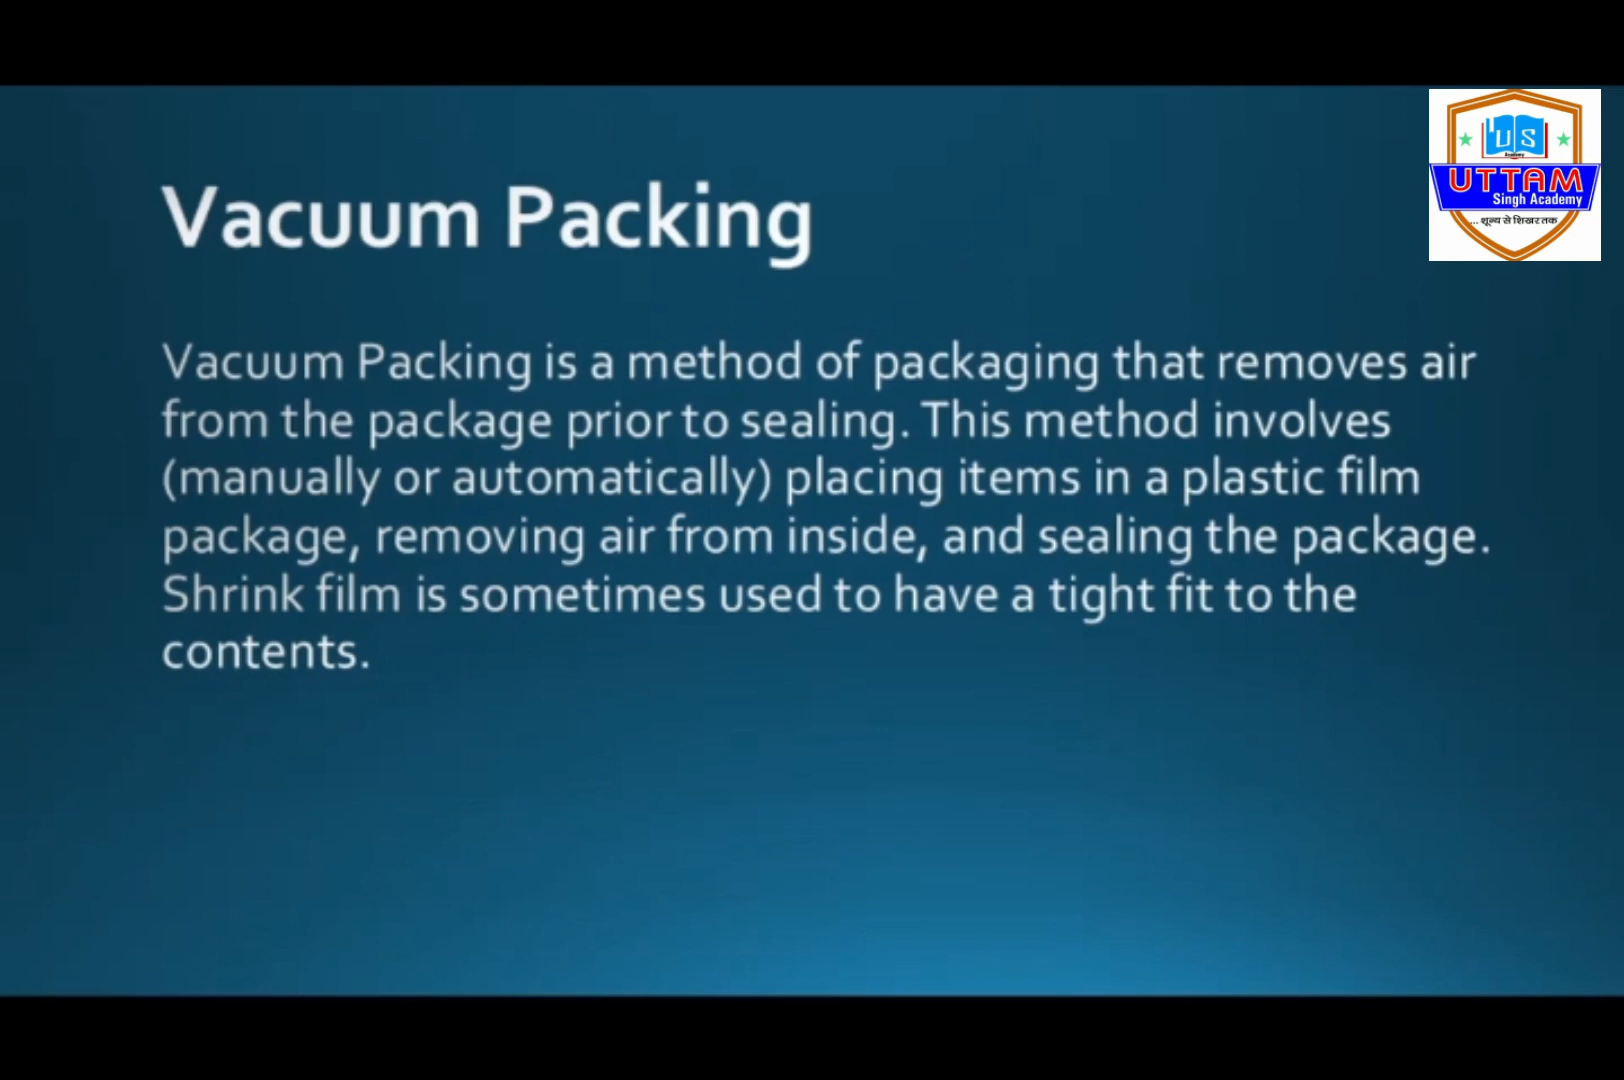 US
Academy
UTTAM
Singh Academy
... शून्य से शिखर तक
Vacuum Packing
Vacuum Packing is a method of packaging that removes air
from the package prior to sealing. This method involves
(manually or automatically) placing items in a plastic film
package, removing air from inside, and sealing the package.
Shrink film is sometimes used to have a tight fit to the
contents.